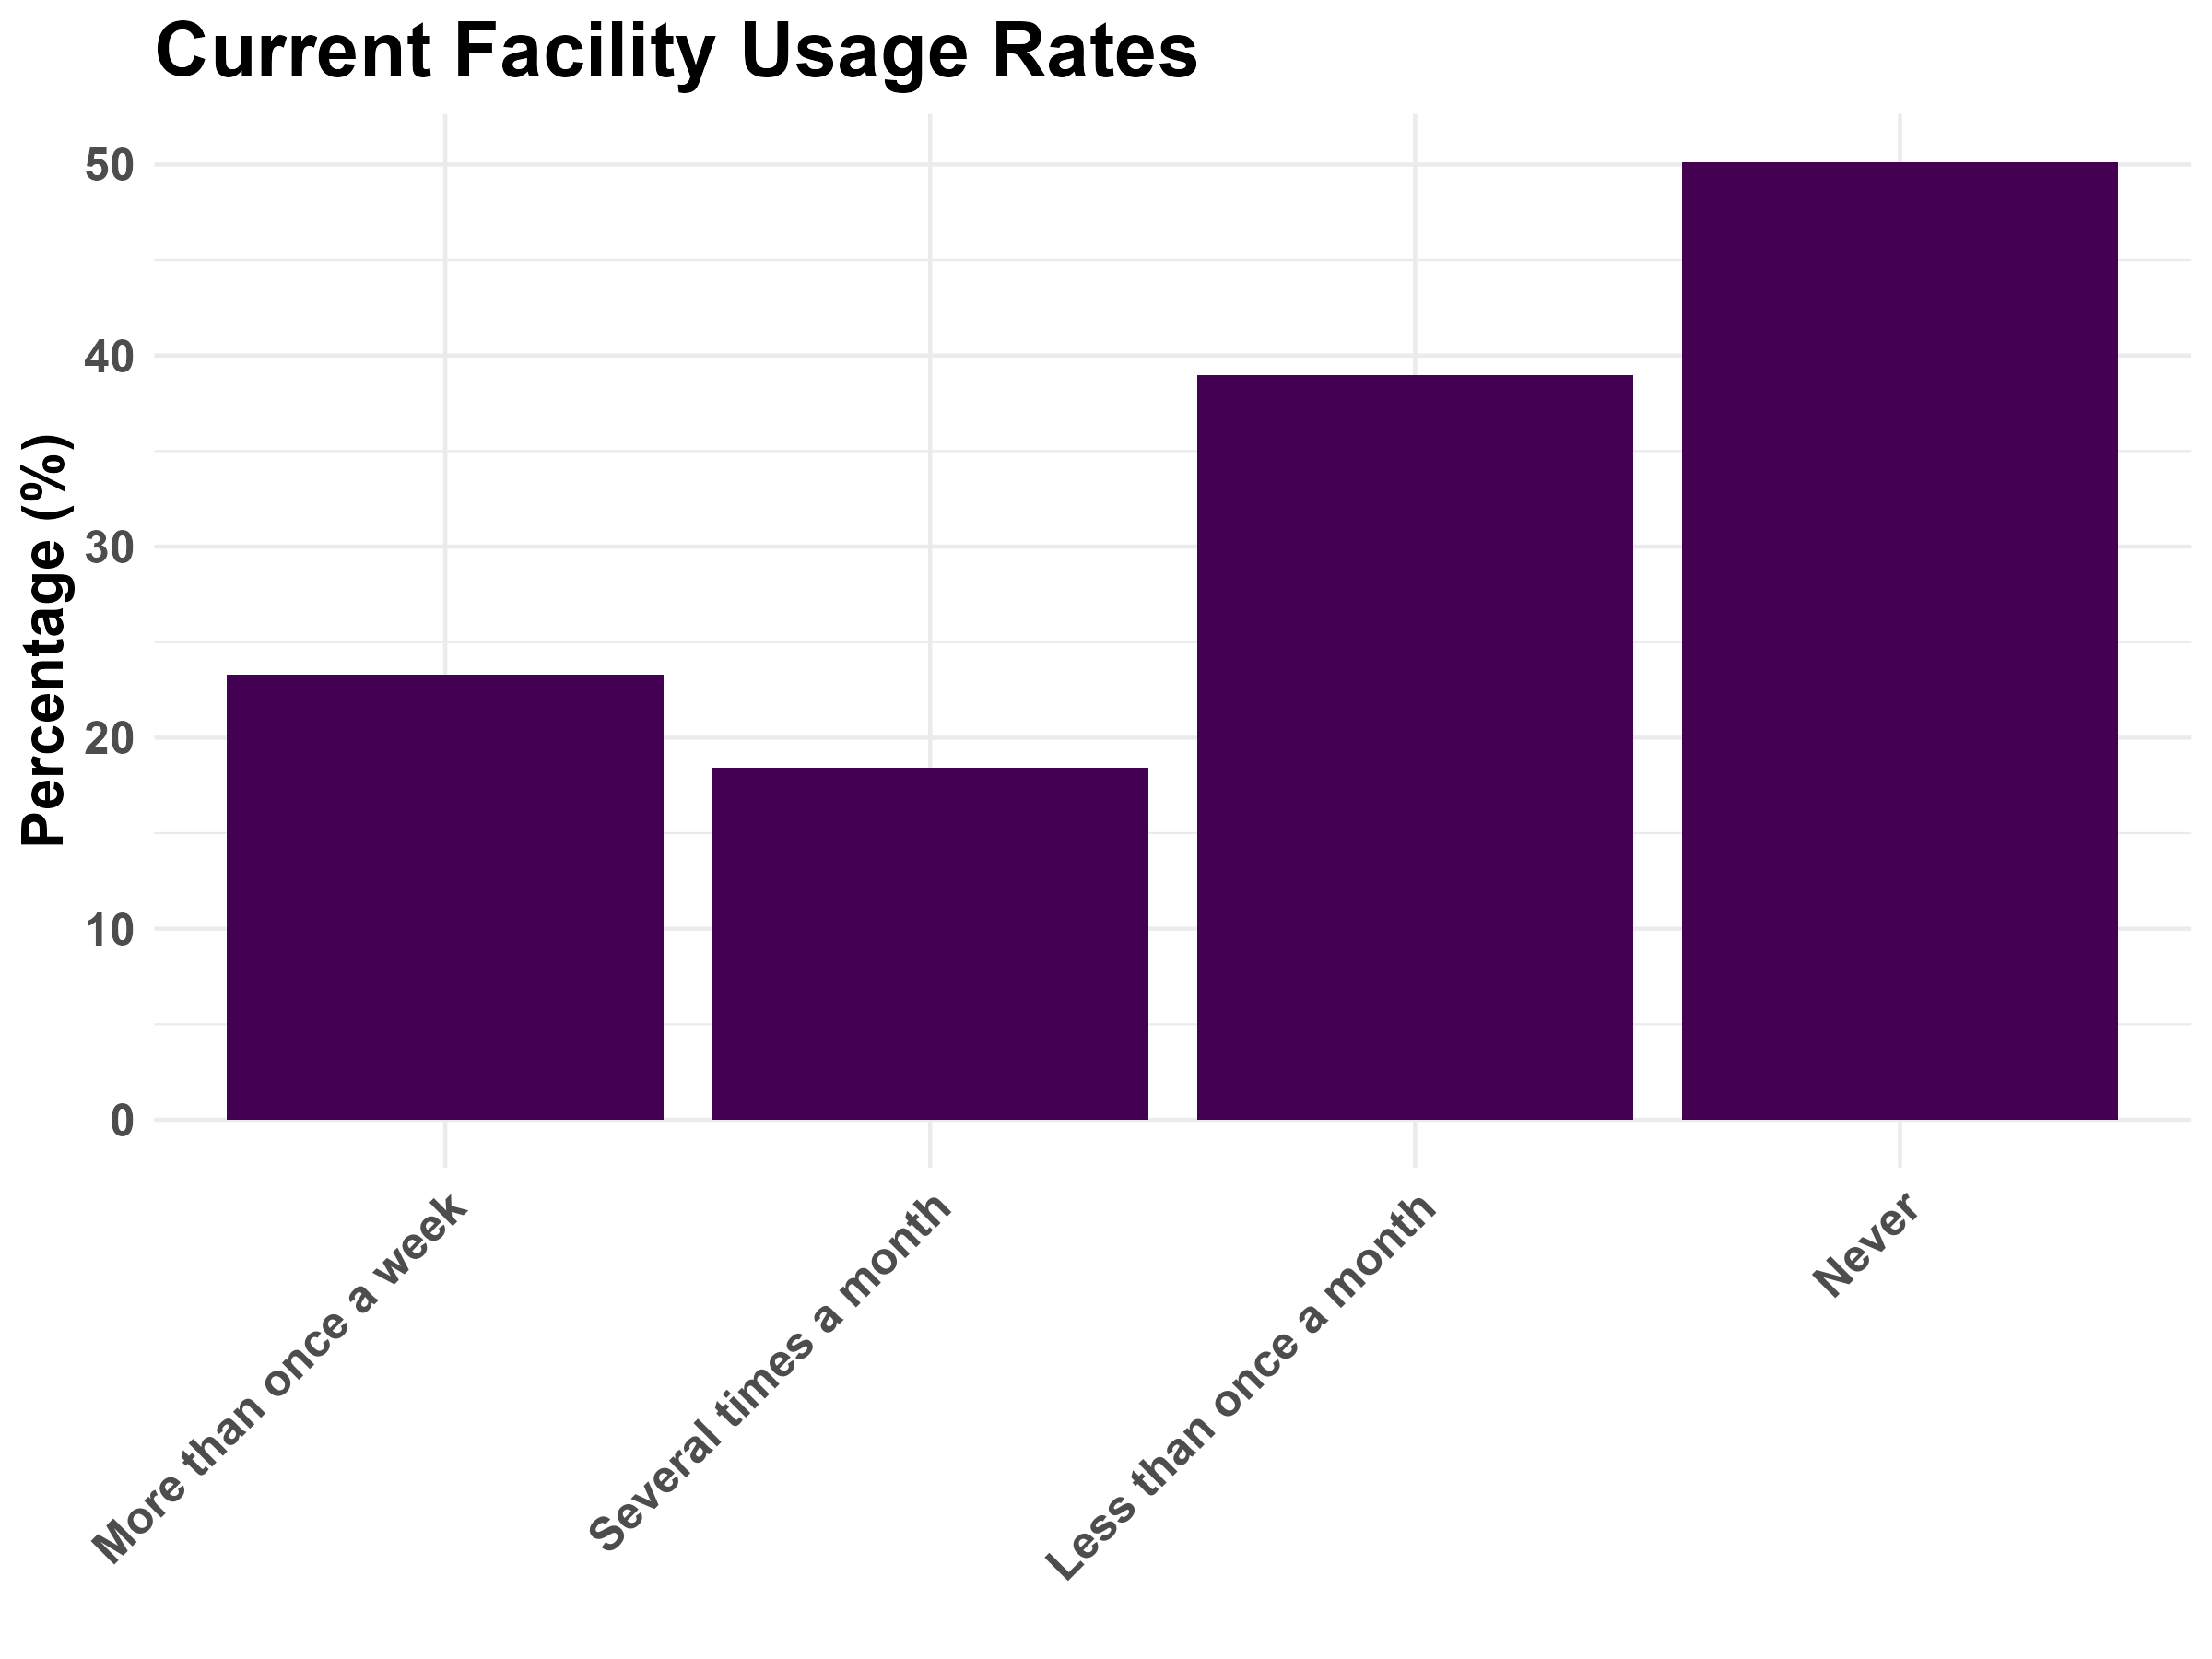 Current Facility Usage Rates
Percentage (%)
50
40
30
20
10
0
More than once a week
Several times a month
Less than once a month
Never